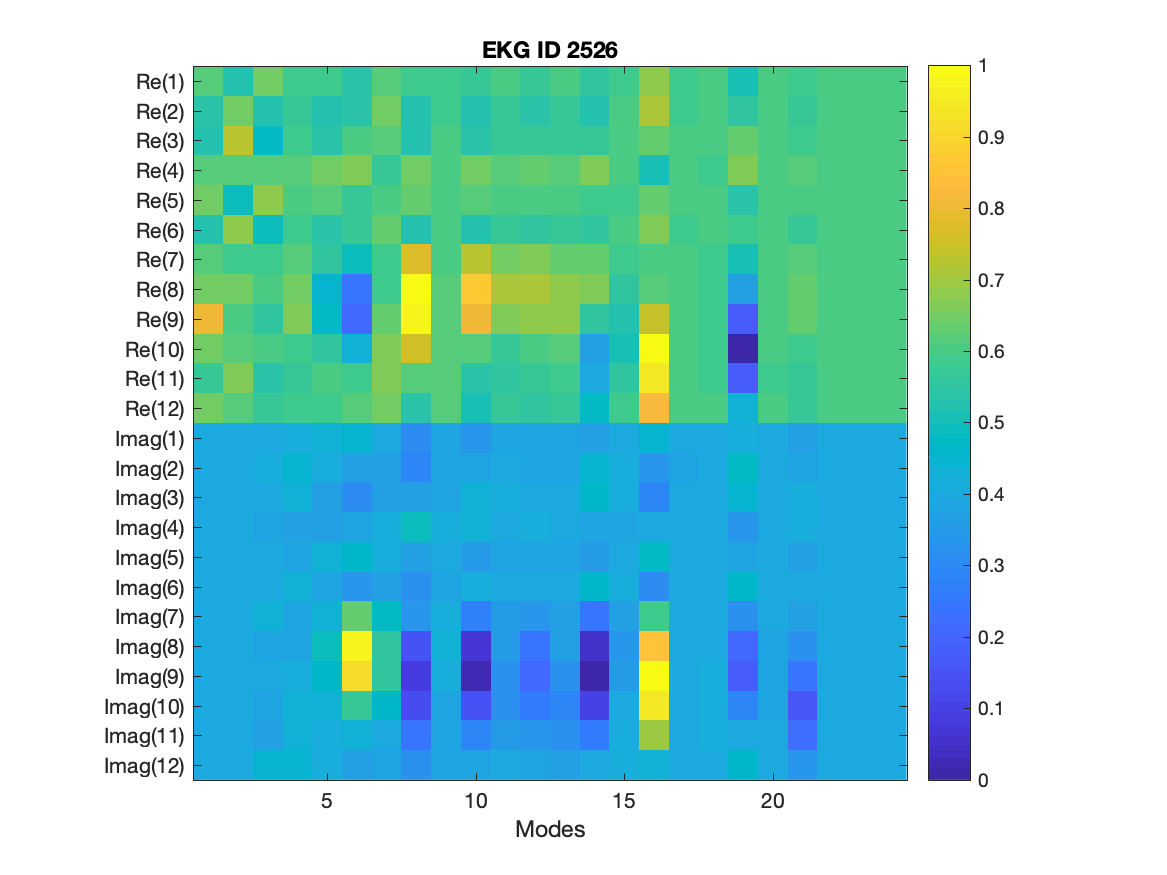 EKG ID 2526
Re(1)
Re(2)
Re(3)
Re(4)
Re(5)
Re(6)
Re(7)
Re(8)
Re(9)
Re(10)
Re(11)
Re(12)
Imag(1)
Imag(2)
Imag(3)
Imag(4)
Imag(5)
Imag(6)
Imag(7)
Imag(8)
Imag(9)
Imag(10)
Imag(11)
Imag(12)
5 10 15 20
Modes
1
0.9
0.8
0.7
0.6
0.5
0.4
0.3
0.2
0.1
0